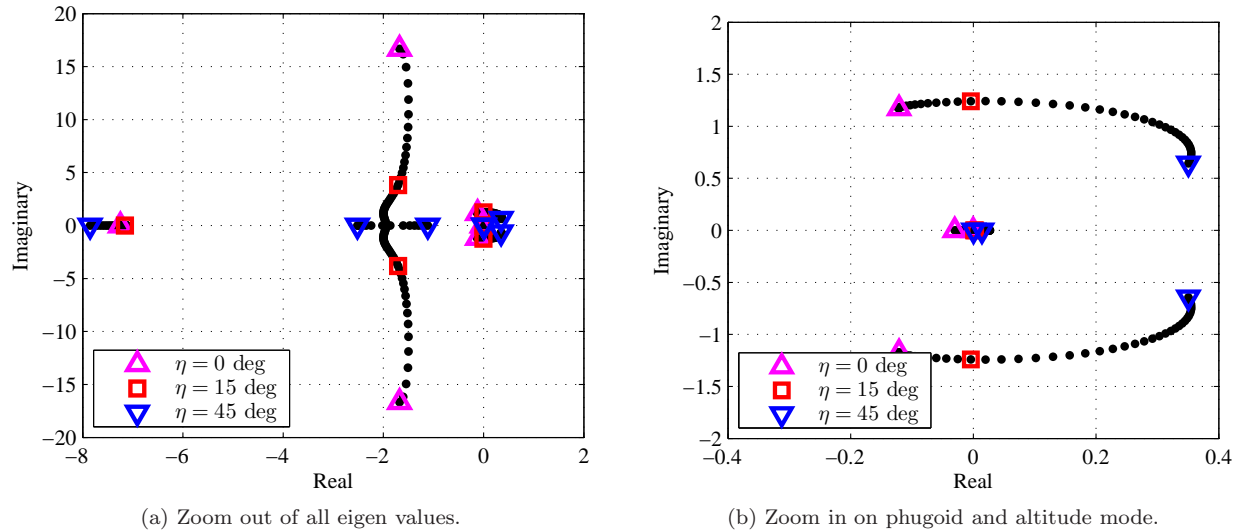 20
15
10
5
0
−5
−10
−15
−20
Imaginary
η = 0 deg
η = 15 deg
η = 45 deg
−8
−6
−4
−2
0
2
Real
(a) Zoom out of all eigen values.
2
1.5
1
0.5
0
−0.5
−1
−1.5
−2
Imaginary
η = 0 deg
η = 15 deg
η = 45 deg
−0.4
−0.2
0
0.2
0.4
Real
(b) Zoom in on phugoid and altitude mode.